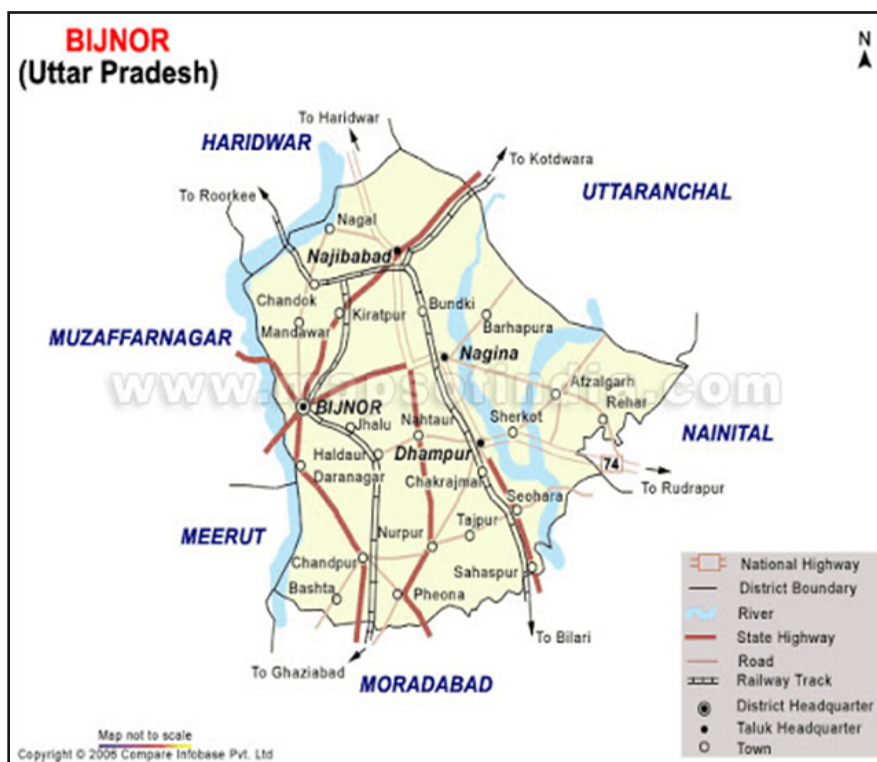 BIJNOR
(Uttar Pradesh)
N
To Haridwar
HARIDWAR
To Kotdwara
To Roorkee
UTTARANCHAL
Nagal
Najibabad
Chandok
Kiratpur
Bundki
Mandawar
Barhapura
MUZAFFARNAGAR
Nagina
www.mapsofindia.com
Afzalgarh
Rehar
BIJNOR
Jhalu
Nahtaur
Sherkot
NAINITAL
Haldaur
Dhampur
Daranagar
Chakrajmal
74
To Rudrapur
Seohara
MEERUT
Tajpur
Nurpur
Chandpur
Sahaspur
Bashta
Pheona
To Bilari
To Ghaziabad
MORADABAD
National Highway
District Boundary
River
State Highway
Road
Railway Track
District Headquarter
Taluk Headquarter
Town
Map not to scale
Copyright © 2006 Compare Infobase Pvt. Ltd